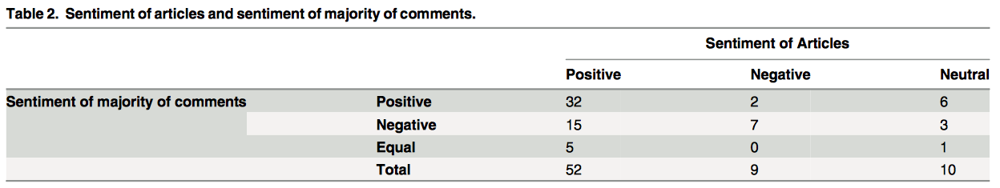 Table 2. Sentiment of articles and sentiment of majority of comments.
Sentiment of Articles
Positive Negative Neutral
Sentiment of majority of comments Positive 32 2 6
Negative 15 7 3
Equal 5 0 1
Total 52 9 10